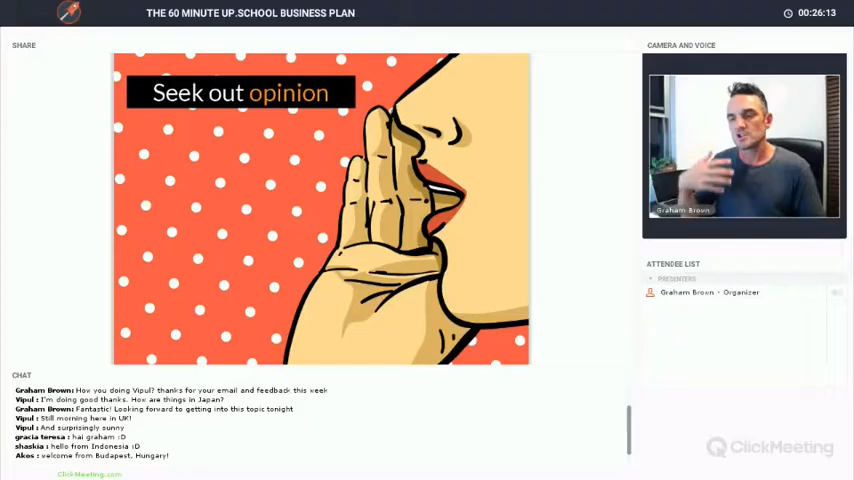 THE 60 MINUTE UP.SCHOOL BUSINESS PLAN
00:26:13
SHARE
Seek out opinion
CAMERA AND VOICE
Graham Brown
ATTENDEE LIST
PRESENTERS
Graham Brown - Organizer
CHAT
Graham Brown: How you doing Vipul? thanks for your email and feedback this week
Vipul : I'm doing good thanks. How are things in Japan?
Graham Brown: Fantastic! Looking forward to getting into this topic tonight
Vipul : Still morning here in UK!
Vipul : And surprisingly sunny
gracia teresa : hai graham :D
shaskia : hello from Indonesia :D
Akos : welcome from Budapest, Hungary!
ClickMeeting.com
ClickMeeting